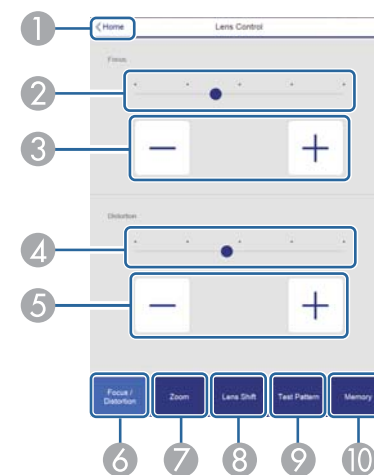 1
< Home
Lens Control
Focus
2
3
Distortion
4
5
Focus /
Distortion
Zoom
Lens Shift
Test Pattern
Memory
6
7
8
9
10